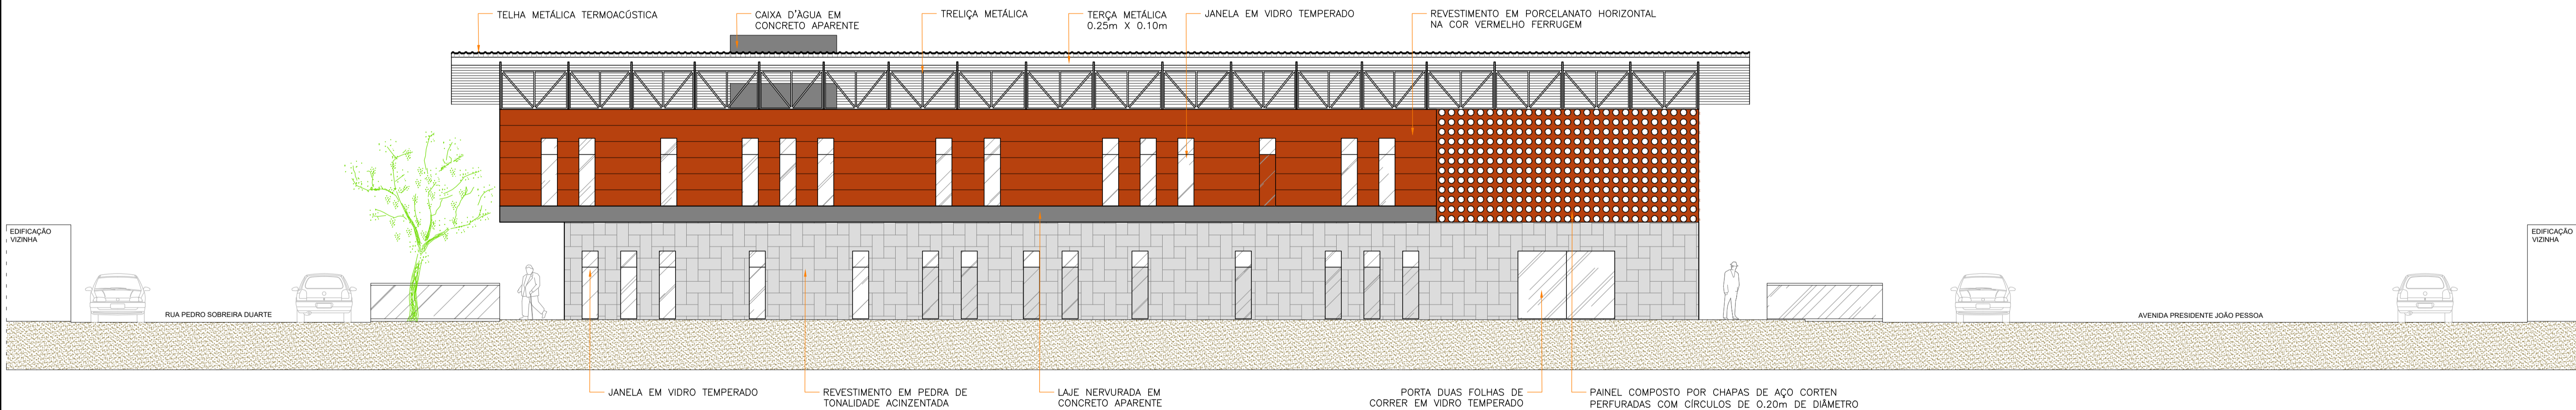 TELHA METÁLICA TERMOACÚSTICA
CAIXA D'ÀGUA EM
CONCRETO APARENTE
TRELIÇA METÁLICA
TERÇA METÁLICA
0.25m X 0.10m
JANELA EM VIDRO TEMPERADO
REVESTIMENTO EM PORCELANATO HORIZONTAL
NA COR VERMELHO FERRUGEM
EDIFICAÇÃO
VIZINHA
EDIFICAÇÃO
VIZINHA
RUA PEDRO SOBREIRA DUARTE
AVENIDA PRESIDENTE JOÃO PESSOA
JANELA EM VIDRO TEMPERADO
REVESTIMENTO EM PEDRA DE
TONALIDADE ACINZENTADA
LAJE NERVURADA EM
CONCRETO APARENTE
PORTA DUAS FOLHAS DE
CORRER EM VIDRO TEMPERADO
PAINEL COMPOSTO POR CHAPAS DE AÇO CORTEN
PERFURADAS COM CÍRCULOS DE 0.20m DE DIÂMETRO